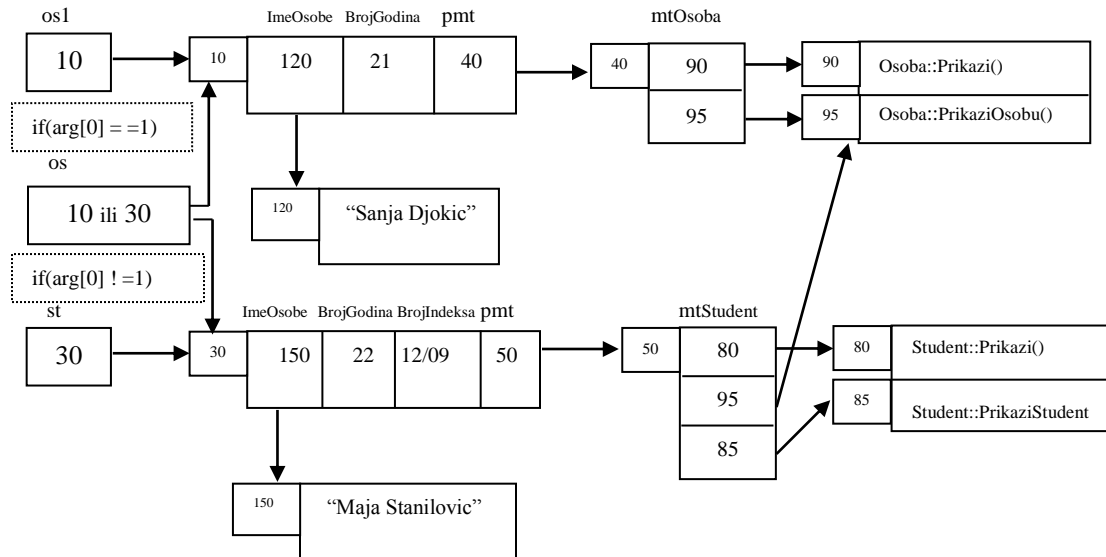 os1
ImeOsobe BrojGodina pmt
mtOsoba
10
10
120 21 40
40
90
90
Osoba::Prikazi()
95
95
Osoba::PrikaziOsobu()
if(arg[0] = =1)
os
10 ili 30
120
“Sanja Djokic”
if(arg[0] ! =1)
st
ImeOsobe BrojGodina BrojIndeksa pmt
mtStudent
30
30
150 22 12/09 50
50
80
80
Student::Prikazi()
95
85
Student::PrikaziStudent
85
150
“Maja Stanilovic”